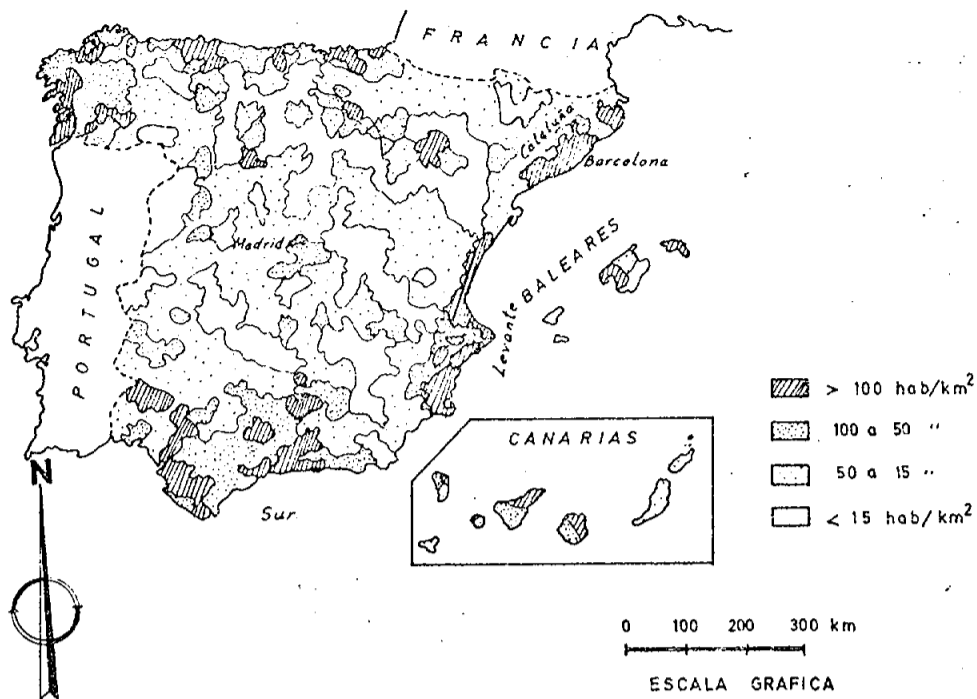 FRANCIA
Cataluña
Barcelona
Madrid
PORTUGAL
BALEARES
Levante
> 100 hab/km²
100 a 50 "
50 a 15 "
< 15 hab/km²
CANARIAS
N
Sur
0 100 200 300 km
ESCALA GRAFICA